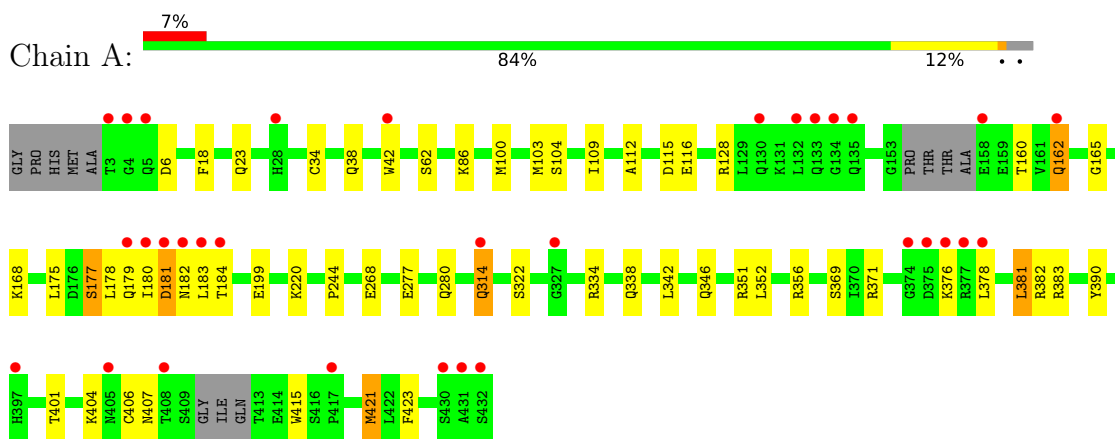 7%
Chain A:
84% 12% • •
GLY PRO HIS MET ALA T3 G4 Q5 D6 F18 Q23 H28 C34 Q38 W42 S62 K86 M100 M103 S104 I109 A112 D115 E116 R128 L129 Q130 K131 L132 Q133 G134 Q135 G153 PRO THR THR ALA E158 E159 T160 V161 Q162 G165
K168 L175 D176 S177 L178 Q179 I180 D181 N182 L183 T184 E199 K220 P244 E268 E277 Q280 Q314 S322 G327 R334 Q338 L342 Q346 R351 L352 R356 S369 I370 R371 G374 D375 K376 R377 L378 L381 R382 R383 Y390
H397 T401 K404 N405 C406 N407 T408 S409 GLY ILE GLN T413 E414 W415 S416 P417 M421 L422 F423 S430 A431 S432